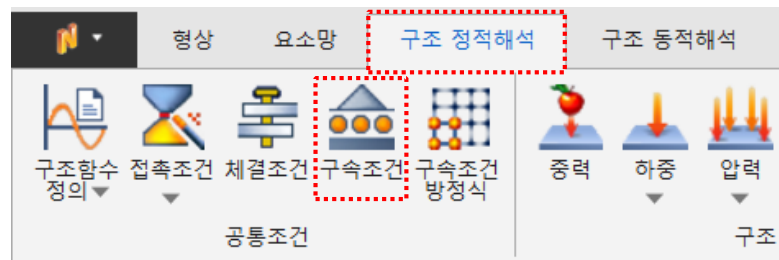 형상 요소망 구조 정적해석 구조 동적해석
구조함수 접촉조건 체결조건 구속조건 구속조건 중력 하중 압력
정의 방정식
공통조건 구조